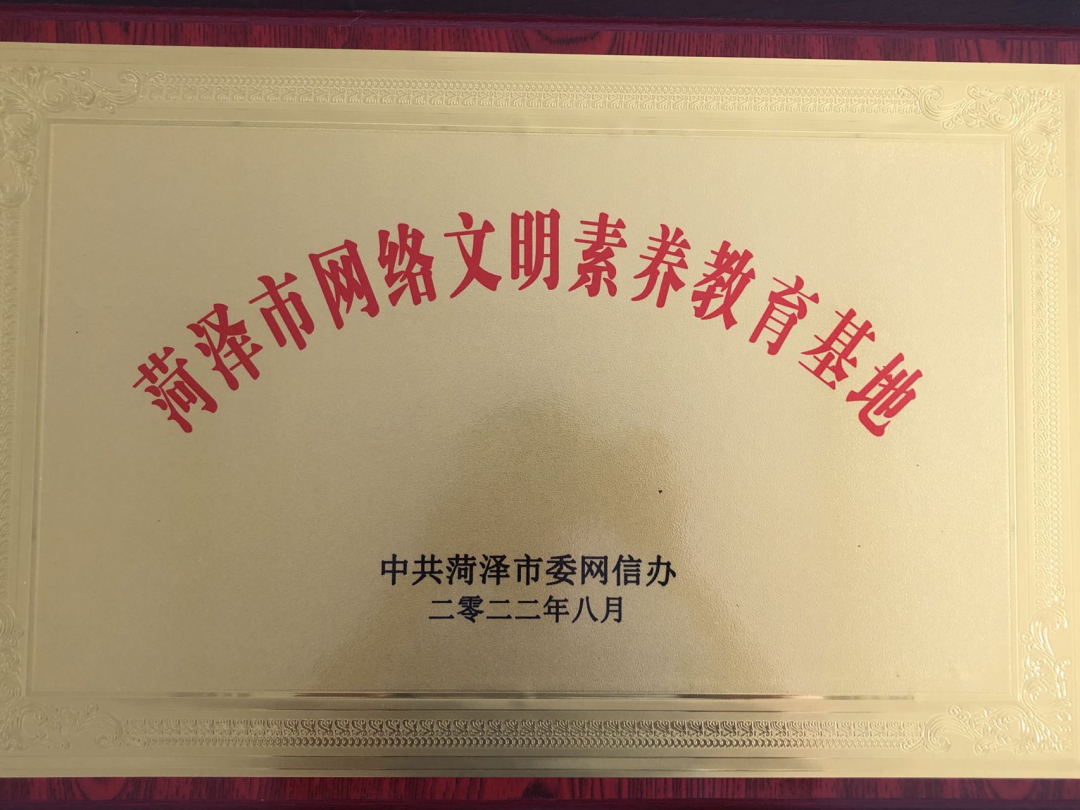 菏泽市网络文明素养教育基地
中共菏泽市委网信办
二零二二年八月